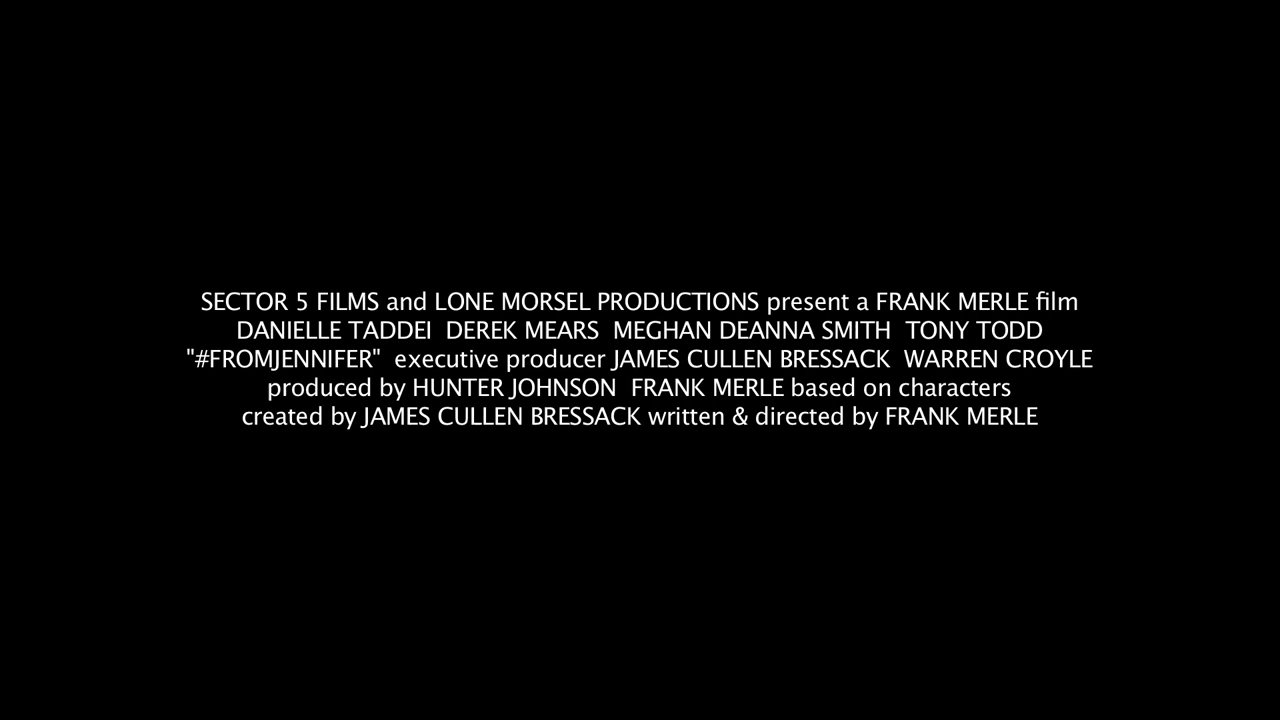 SECTOR 5 FILMS and LONE MORSEL PRODUCTIONS present a FRANK MERLE film
DANIELLE TADDEI  DEREK MEARS  MEGHAN DEANNA SMITH  TONY TODD
"#FROMJENNIFER"  executive producer JAMES CULLEN BRESSACK  WARREN CROYLE
produced by HUNTER JOHNSON  FRANK MERLE based on characters
created by JAMES CULLEN BRESSACK written & directed by FRANK MERLE